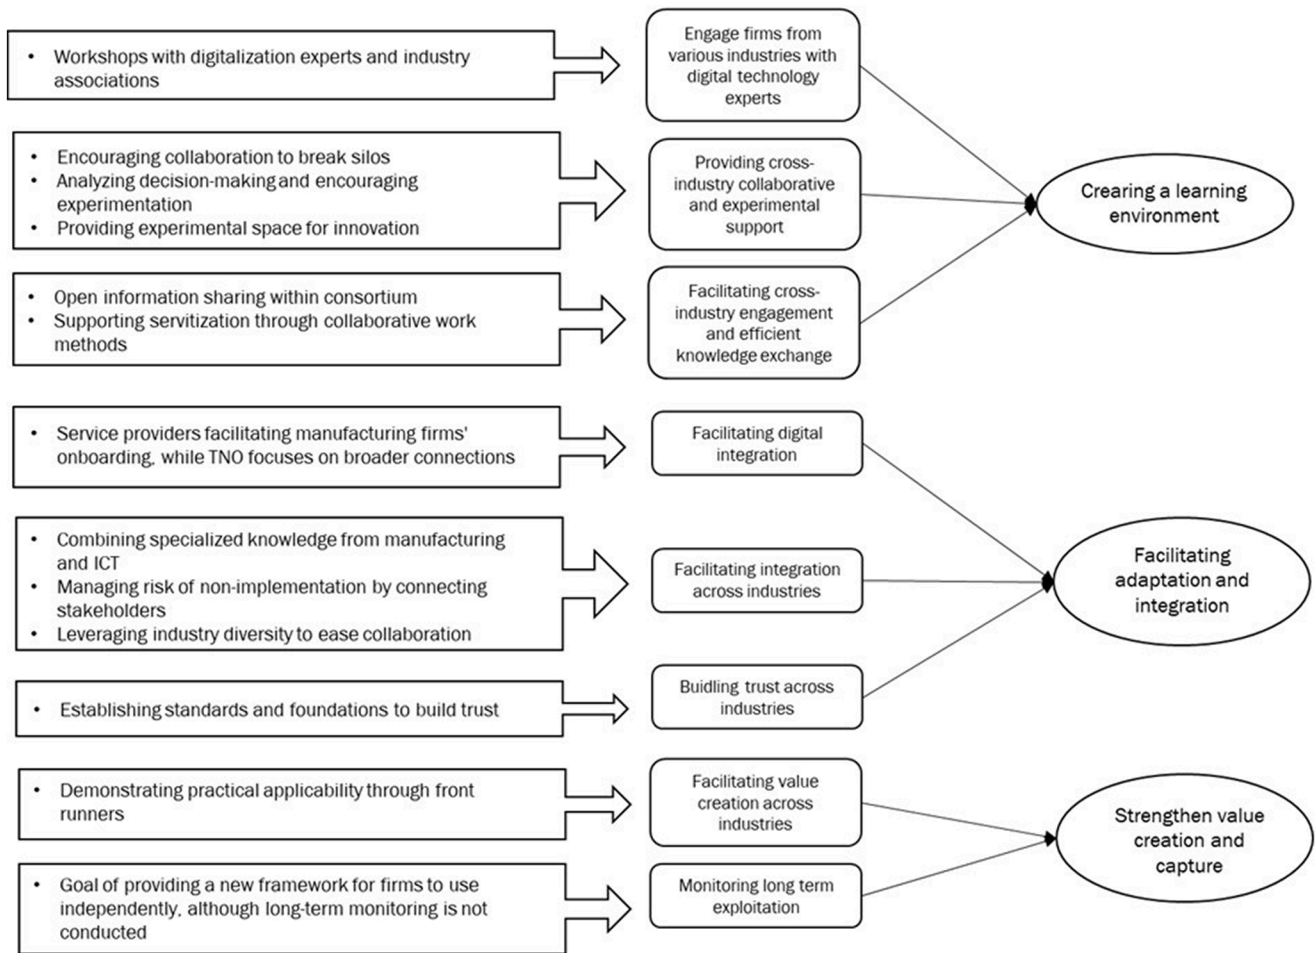 • Workshops with digitalization experts and industry
associations
Engage firms from
various industries with
digital technology
experts
• Encouraging collaboration to break silos
• Analyzing decision-making and encouraging
experimentation
• Providing experimental space for innovation
Providing cross-
industry collaborative
and experimental
support
Crearing a learning
environment
• Open information sharing within consortium
• Supporting servitization through collaborative work
methods
Facilitating cross-
industry engagement
and efficient
knowledge exchange
• Service providers facilitating manufacturing firms'
onboarding, while TNO focuses on broader connections
Facilitating digital
integration
• Combining specialized knowledge from manufacturing
and ICT
• Managing risk of non-implementation by connecting
stakeholders
• Leveraging industry diversity to ease collaboration
Facilitating integration
across industries
Facilitating
adaptation and
integration
• Establishing standards and foundations to build trust
Buidling trust across
industries
• Demonstrating practical applicability through front
runners
Facilitating value
creation across
industries
Strengthen value
creation and
capture
• Goal of providing a new framework for firms to use
independently, although long-term monitoring is not
conducted
Monitoring long term
exploitation